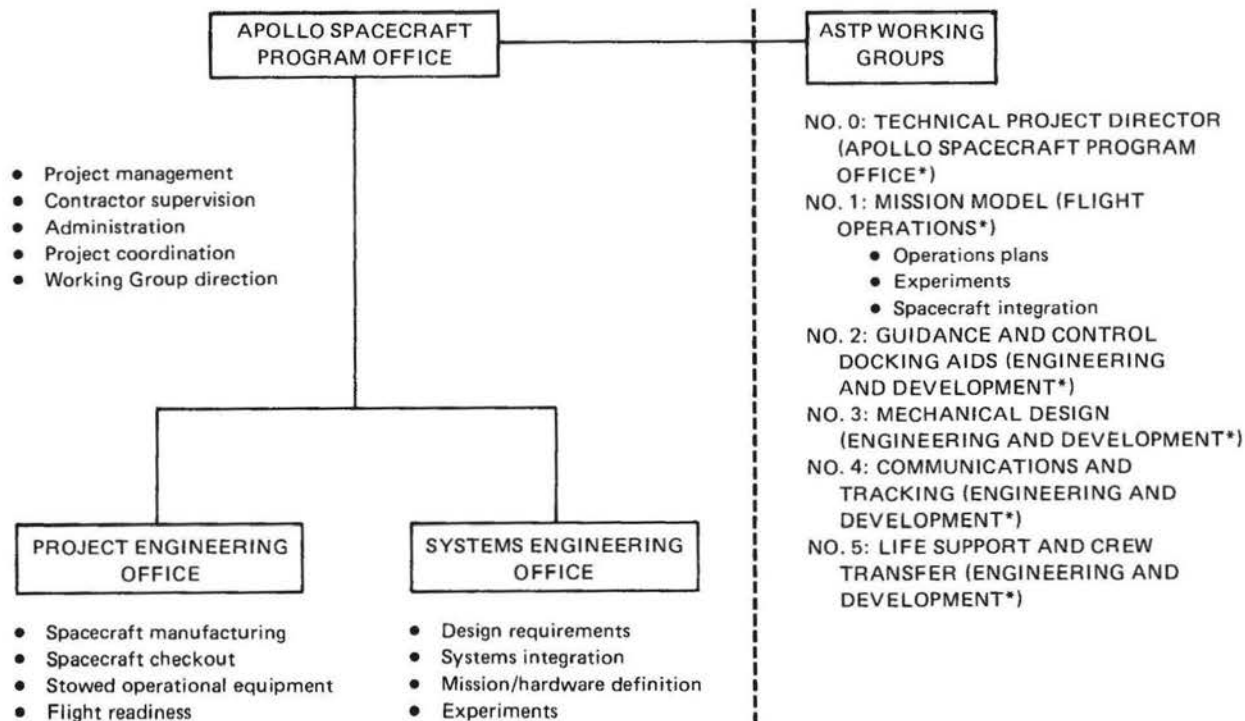 APOLLO SPACECRAFT
PROGRAM OFFICE
ASTP WORKING
GROUPS
• Project management
• Contractor supervision
• Administration
• Project coordination
• Working Group direction
NO. 0: TECHNICAL PROJECT DIRECTOR
(APOLLO SPACECRAFT PROGRAM
OFFICE*)
NO. 1: MISSION MODEL (FLIGHT
OPERATIONS*)
• Operations plans
• Experiments
• Spacecraft integration
NO. 2: GUIDANCE AND CONTROL
DOCKING AIDS (ENGINEERING
AND DEVELOPMENT*)
NO. 3: MECHANICAL DESIGN
(ENGINEERING AND DEVELOPMENT*)
NO. 4: COMMUNICATIONS AND
TRACKING (ENGINEERING AND
DEVELOPMENT*)
NO. 5: LIFE SUPPORT AND CREW
TRANSFER (ENGINEERING AND
DEVELOPMENT*)
PROJECT ENGINEERING
OFFICE
• Spacecraft manufacturing
• Spacecraft checkout
• Stowed operational equipment
• Flight readiness
SYSTEMS ENGINEERING
OFFICE
• Design requirements
• Systems integration
• Mission/hardware definition
• Experiments